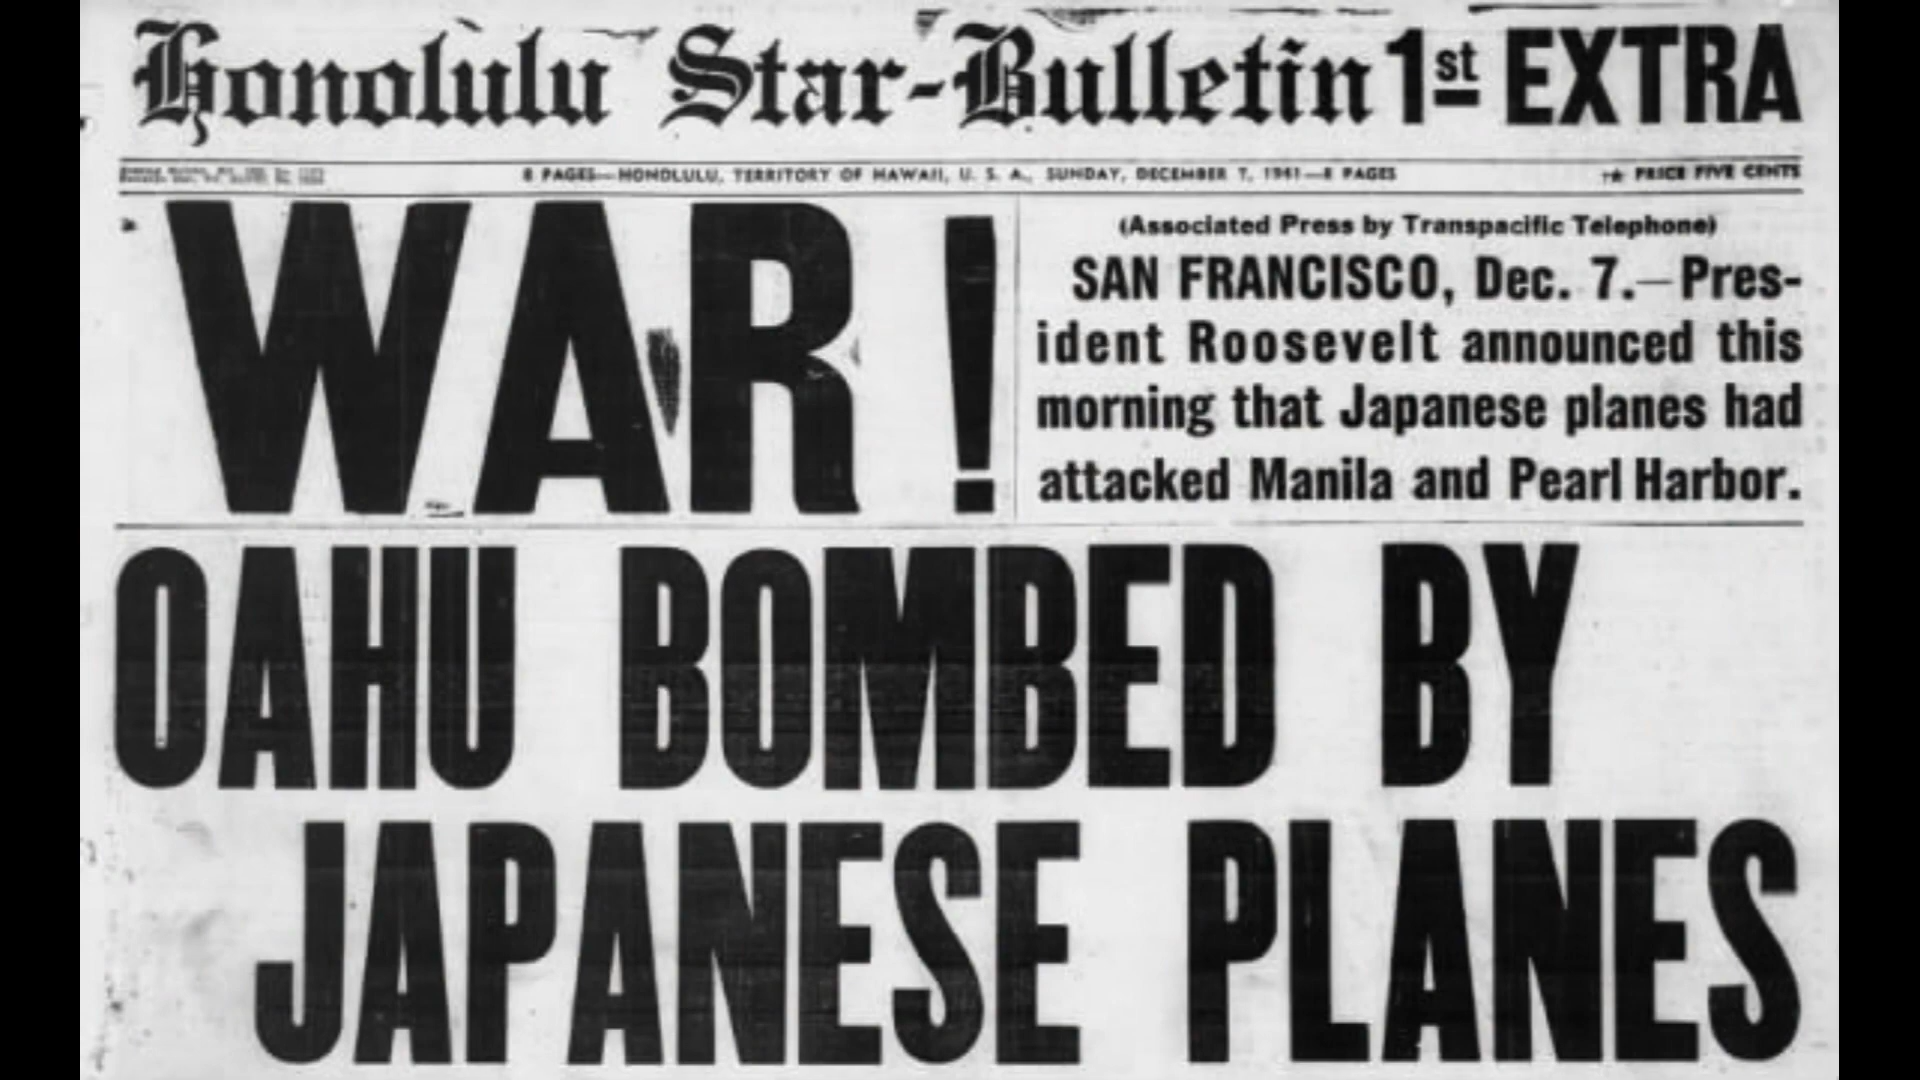 Honolulu Star-Bulletin 1st EXTRA
8 PAGES—HONOLULU, TERRITORY OF HAWAII, U. S. A., SUNDAY, DECEMBER 7, 1941—8 PAGES
★ PRICE FIVE CENTS
WAR!
(Associated Press by Transpacific Telephone)
SAN FRANCISCO, Dec. 7.—Pres-
ident Roosevelt announced this
morning that Japanese planes had
attacked Manila and Pearl Harbor.
OAHU BOMBED BY
JAPANESE PLANES